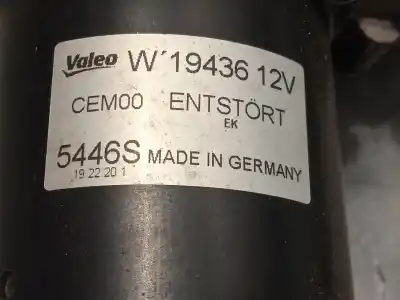 Valeo W´19436 12V
CEM00 ENTSTÖRT
EK
5446S MADE IN GERMANY
19 22 20 1